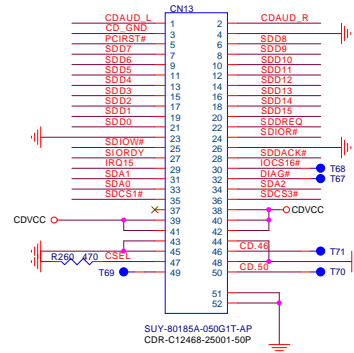 CN13
CDAUD_L 1 2 CDAUD_R
CD_GND 3 4
PCIRST# 5 6 SDD8
SDD7 7 8 SDD9
SDD6 9 10 SDD10
SDD5 11 12 SDD11
SDD4 13 14 SDD12
SDD3 15 16 SDD13
SDD2 17 18 SDD14
SDD1 19 20 SDD15
SDD0 21 22 SDDREQ
23 24 SDIOR#
SDIOW# 25 26
SIORDY 27 28 SDDACK#
IRQ15 29 30 IOCS16# T68
SDA1 31 32 DIAG# T67
SDA0 33 34 SDA2
SDCS1# 35 36 SDCS3#
37 38 CDVCC
CDVCC 39 40
41 42
43 44
45 46 CD.46 T71
R260 470 CSEL 47 48
T69 49 50 CD.50 T70
51
52
SUY-80185A-050G1T-AP
CDR-C12468-25001-50P